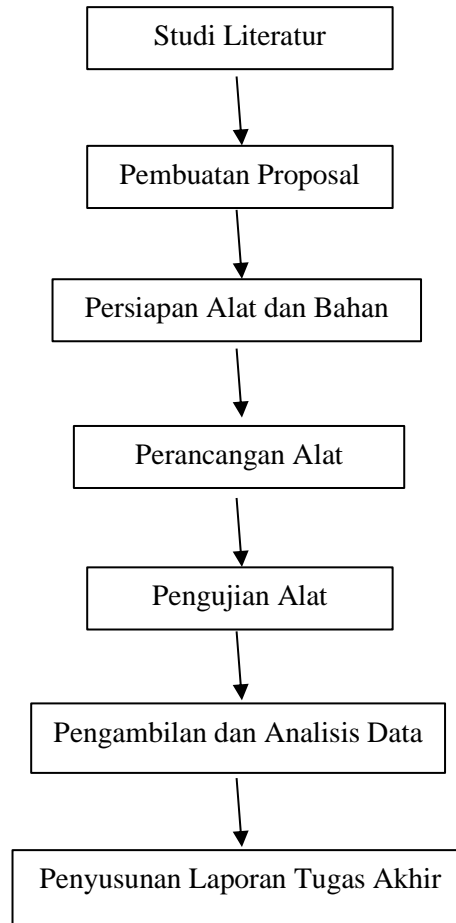 Studi Literatur
Pembuatan Proposal
Persiapan Alat dan Bahan
Perancangan Alat
Pengujian Alat
Pengambilan dan Analisis Data
Penyusunan Laporan Tugas Akhir